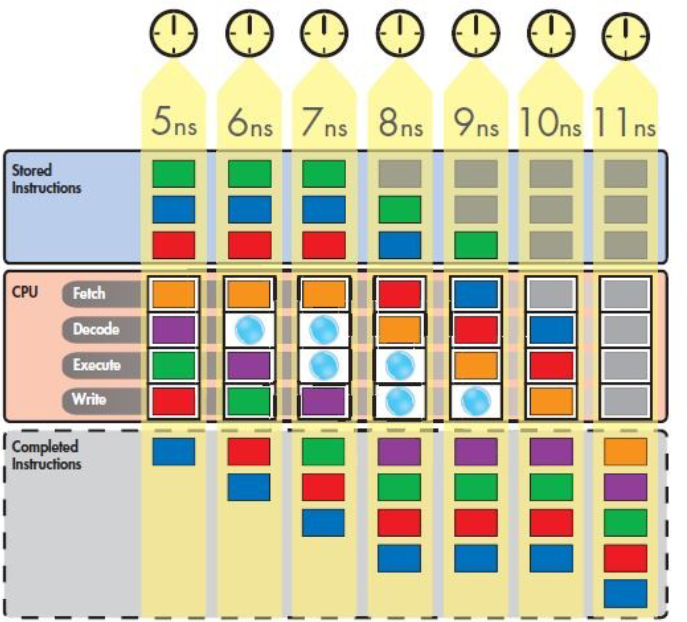 5ns 6ns 7ns 8ns 9ns 10ns 11ns
Stored
Instructions
CPU
Fetch
Decode
Execute
Write
Completed
Instructions